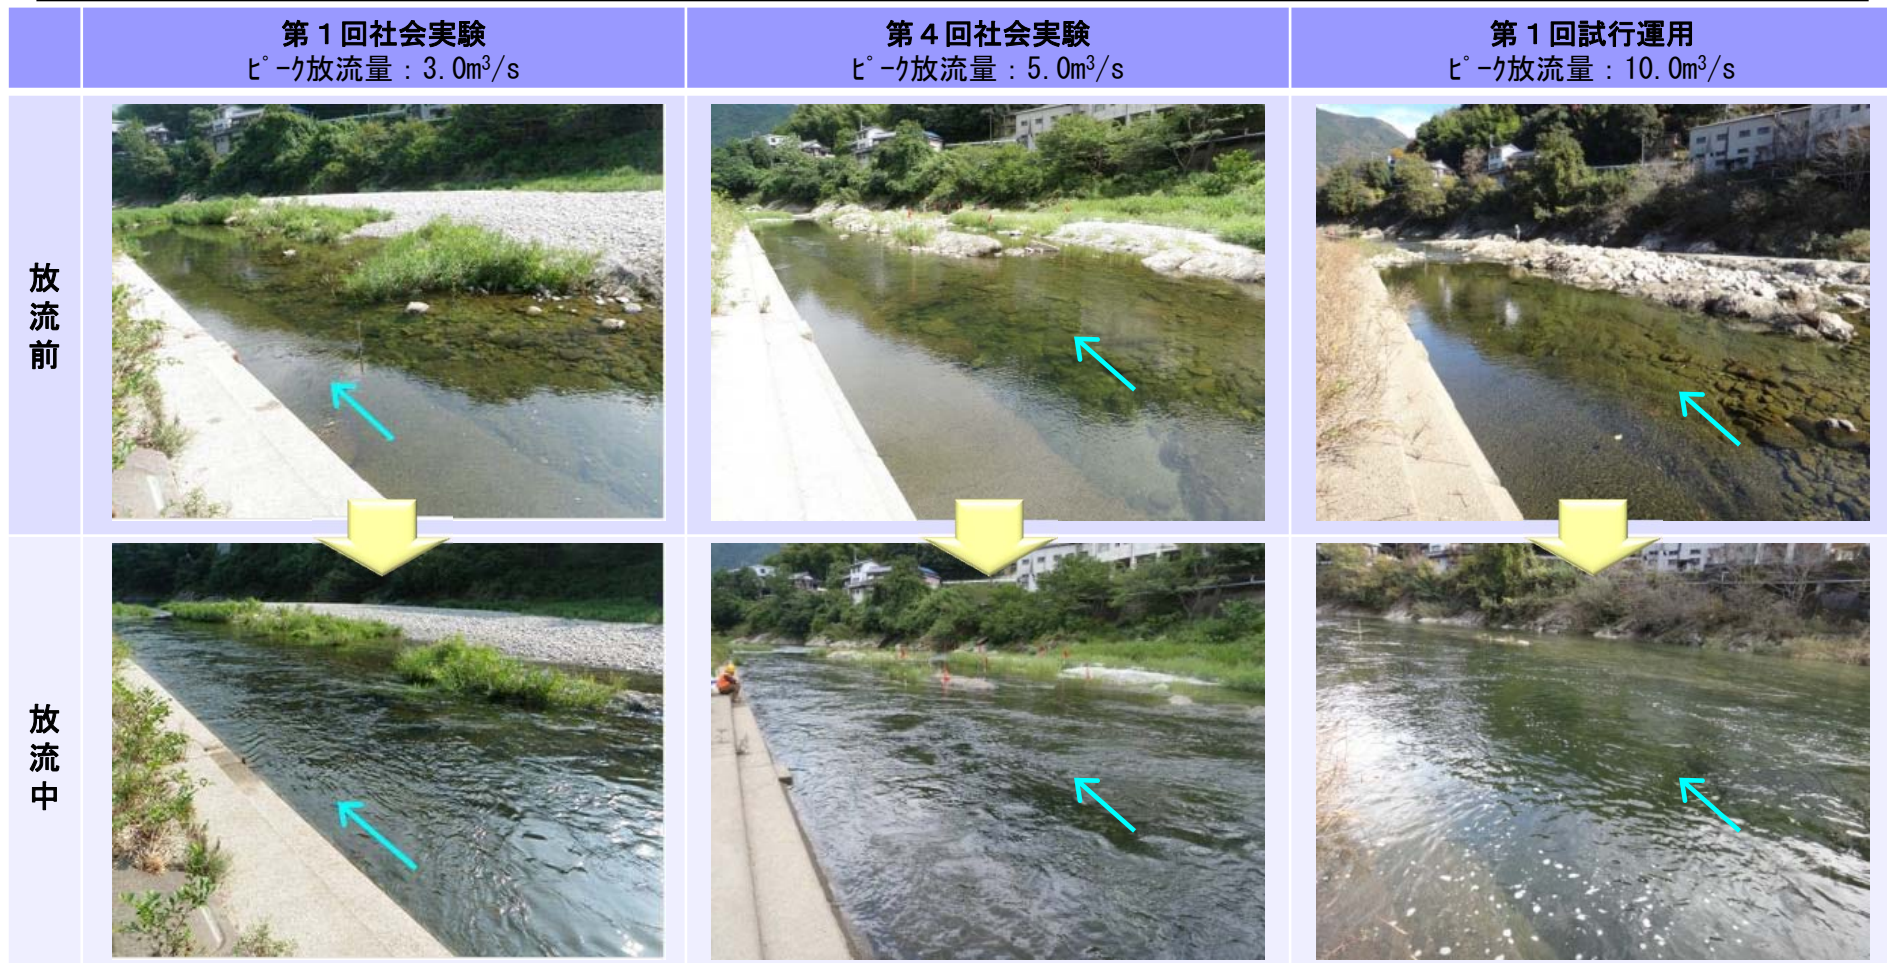 第1回社会実験
ﾋﾟｰｸ放流量：3.0m³/s
第4回社会実験
ﾋﾟｰｸ放流量：5.0m³/s
第1回試行運用
ﾋﾟｰｸ放流量：10.0m³/s
放流前
放流中